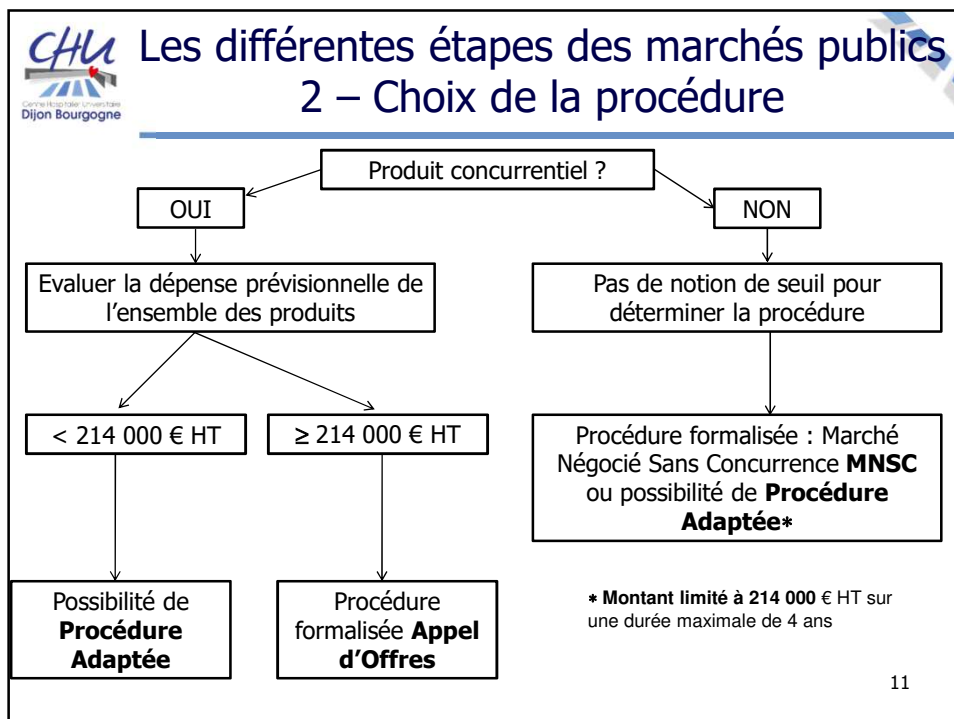 CHU
Centre Hospitalier Universitaire
Dijon Bourgogne
Les différentes étapes des marchés publics
2 – Choix de la procédure
Produit concurrentiel ?
OUI
NON
Evaluer la dépense prévisionnelle de
l’ensemble des produits
Pas de notion de seuil pour
déterminer la procédure
< 214 000 € HT
≥ 214 000 € HT
Procédure formalisée : Marché
Négocié Sans Concurrence MNSC
ou possibilité de Procédure
Adaptée*
Possibilité de
Procédure
Adaptée
Procédure
formalisée Appel
d’Offres
* Montant limité à 214 000 € HT sur
une durée maximale de 4 ans
11